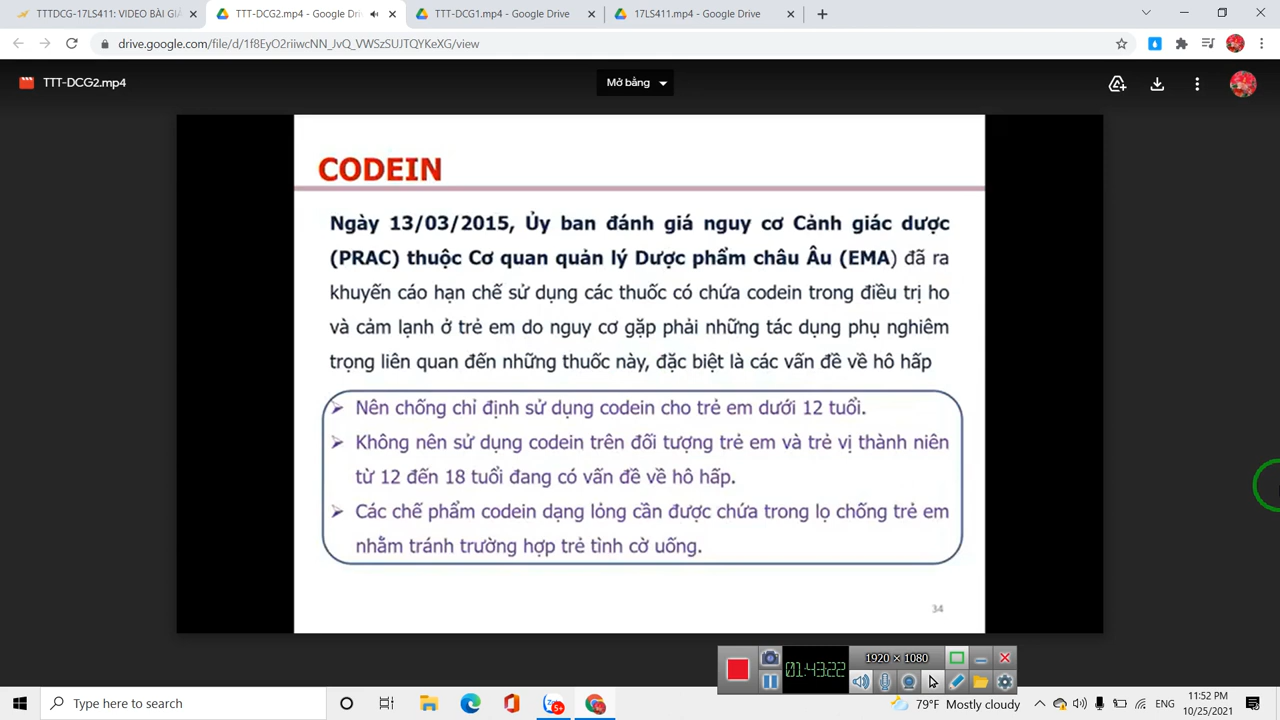 TTTDCG-17LS411: VIDEO BÀI GIẢ
TTT-DCG2.mp4 - Google Drive
TTT-DCG1.mp4 - Google Drive
17LS411.mp4 - Google Drive
drive.google.com/file/d/1f8EyO2riiwcNN_JvQ_VWSzSUJTQYKeXG/view
TTT-DCG2.mp4
Mở bằng
CODEIN
Ngày 13/03/2015, Ủy ban đánh giá nguy cơ Cảnh giác dược
(PRAC) thuộc Cơ quan quản lý Dược phẩm châu Âu (EMA) đã ra
khuyến cáo hạn chế sử dụng các thuốc có chứa codein trong điều trị ho
và cảm lạnh ở trẻ em do nguy cơ gặp phải những tác dụng phụ nghiêm
trọng liên quan đến những thuốc này, đặc biệt là các vấn đề về hô hấp
Nên chống chỉ định sử dụng codein cho trẻ em dưới 12 tuổi.
Không nên sử dụng codein trên đối tượng trẻ em và trẻ vị thành niên
từ 12 đến 18 tuổi đang có vấn đề về hô hấp.
Các chế phẩm codein dạng lỏng cần được chứa trong lọ chống trẻ em
nhằm tránh trường hợp trẻ tình cờ uống.
34
01:43:22
1920 × 1080
Type here to search
5+
79°F Mostly cloudy
ENG
11:52 PM
10/25/2021